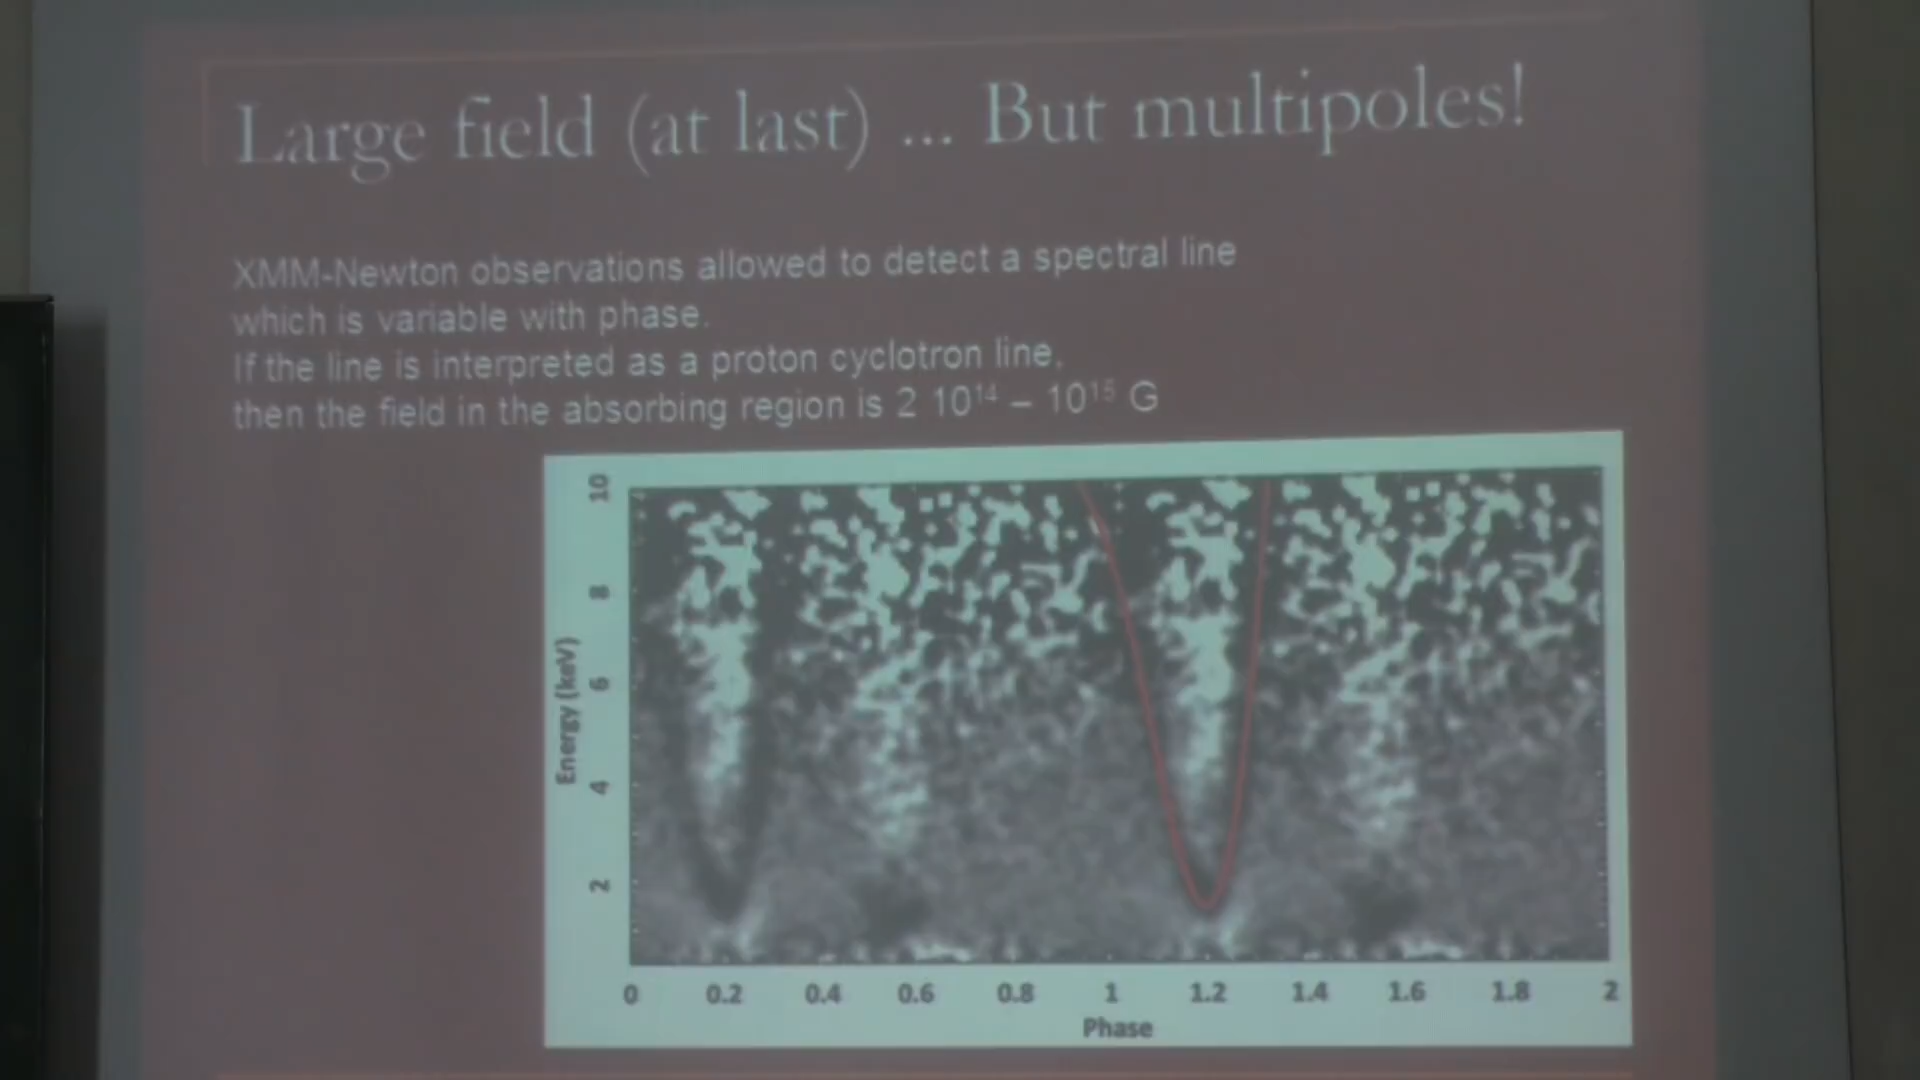 Large field (at last) ... But multipoles!
XMM-Newton observations allowed to detect a spectral line
which is variable with phase.
If the line is interpreted as a proton cyclotron line,
then the field in the absorbing region is 2 10¹⁴ – 10¹⁵ G
10
8
6
4
2
Energy (keV)
0 0.2 0.4 0.6 0.8 1 1.2 1.4 1.6 1.8 2
Phase